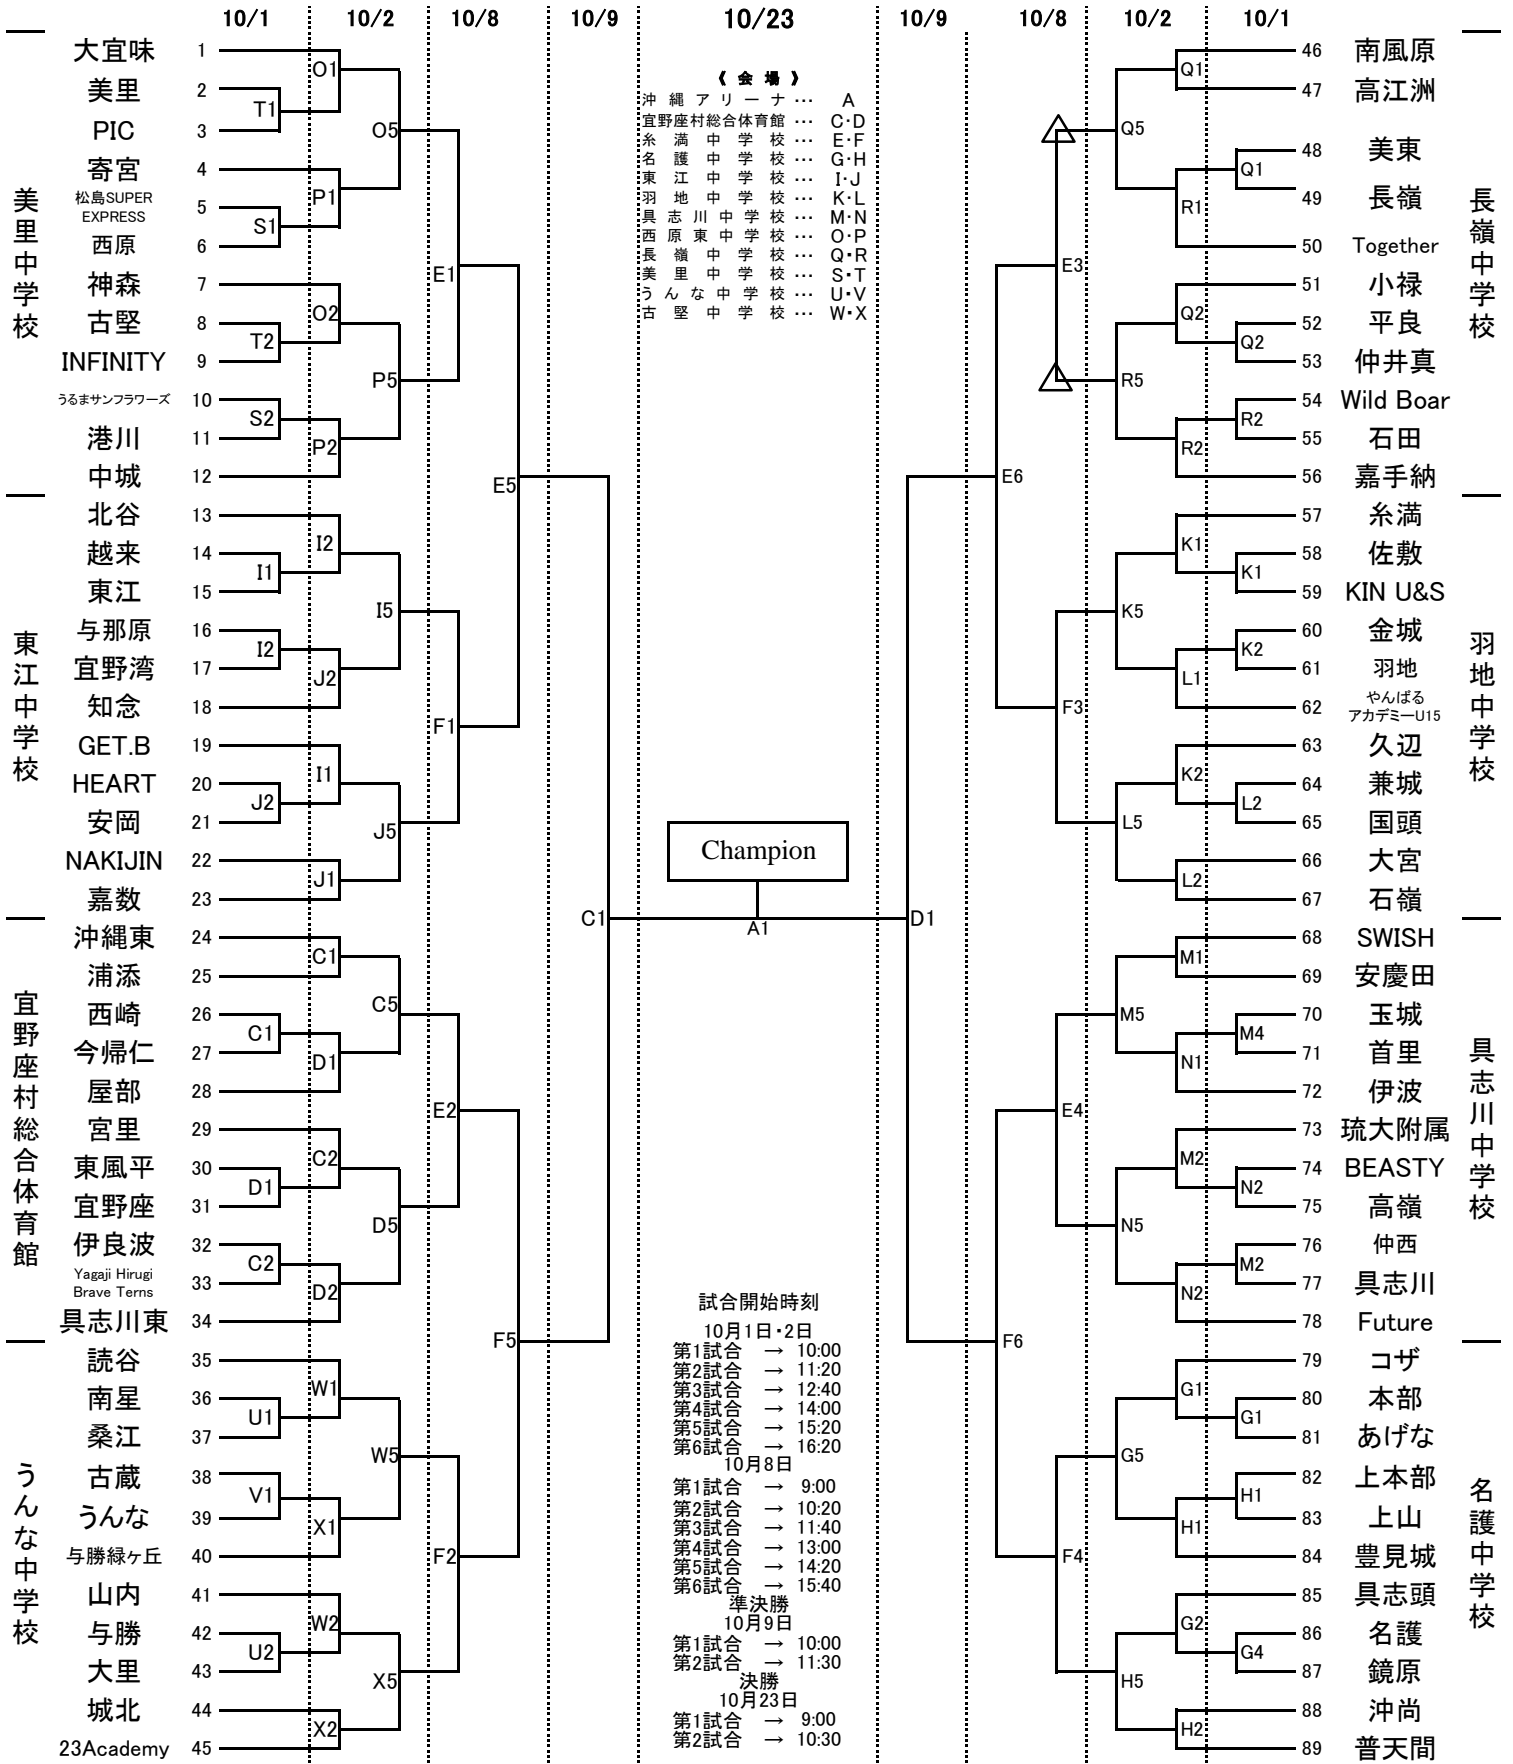 10/1 10/2 10/8 10/9 10/23 10/9 10/8 10/2 10/1
美里中学校
大宜味 1
美里 2
PIC 3
寄宮 4
松島SUPER
EXPRESS 5
西原 6
神森 7
古堅 8
INFINITY 9
うるまサンフラワーズ 10
港川 11
中城 12
東江中学校
北谷 13
越来 14
東江 15
与那原 16
宜野湾 17
知念 18
GET.B 19
HEART 20
安岡 21
NAKIJIN 22
嘉数 23
宜野座村総合体育館
沖縄東 24
浦添 25
西崎 26
今帰仁 27
屋部 28
宮里 29
東風平 30
宜野座 31
伊良波 32
Yagaji Hirugi
Brave Terns 33
具志川東 34
うんな中学校
読谷 35
南星 36
桑江 37
古蔵 38
うんな 39
与勝緑ヶ丘 40
山内 41
与勝 42
大里 43
城北 44
23Academy 45
T1
S1
T2
S2
I1
I2
J2
C1
D1
C2
U1
V1
U2
O1
P1
O2
P2
I2
J2
I1
J1
C1
D1
C2
D2
W1
X1
W2
X2
O5
P5
I5
J5
C5
D5
W5
X5
E1
F1
E2
F2
E5
F5
C1
《 会 場 》
沖縄アリーナ … A
宜野座村総合体育館 … C・D
糸満中学校 … E・F
名護中学校 … G・H
東江中学校 … I・J
羽地中学校 … K・L
具志川中学校 … M・N
西原東中学校 … O・P
長嶺中学校 … Q・R
美里中学校 … S・T
うんな中学校 … U・V
古堅中学校 … W・X
Champion
A1
試合開始時刻
10月1日・2日
第1試合 → 10:00
第2試合 → 11:20
第3試合 → 12:40
第4試合 → 14:00
第5試合 → 15:20
第6試合 → 16:20
10月8日
第1試合 → 9:00
第2試合 → 10:20
第3試合 → 11:40
第4試合 → 13:00
第5試合 → 14:20
第6試合 → 15:40
準決勝
10月9日
第1試合 → 10:00
第2試合 → 11:30
決勝
10月23日
第1試合 → 9:00
第2試合 → 10:30
D1
E6
F6
E3
F3
E4
F4
Q5
R5
K5
L5
M5
N5
G5
H5
Q1
R1
Q2
R2
K1
L1
K2
L2
M1
N1
M2
N2
G1
H1
G2
H2
Q1
Q2
R2
K1
K2
L2
M4
N2
M2
G1
H1
G4
46 南風原
47 高江洲
48 美東
49 長嶺
50 Together
51 小禄
52 平良
53 仲井真
54 Wild Boar
55 石田
56 嘉手納
長嶺中学校
57 糸満
58 佐敷
59 KIN U&S
60 金城
61 羽地
62 やんばる
アカデミーU15
63 久辺
64 兼城
65 国頭
66 大宮
67 石嶺
羽地中学校
68 SWISH
69 安慶田
70 玉城
71 首里
72 伊波
73 琉大附属
74 BEASTY
75 高嶺
76 仲西
77 具志川
78 Future
具志川中学校
79 コザ
80 本部
81 あげな
82 上本部
83 上山
84 豊見城
85 具志頭
86 名護
87 鏡原
88 沖尚
89 普天間
名護中学校